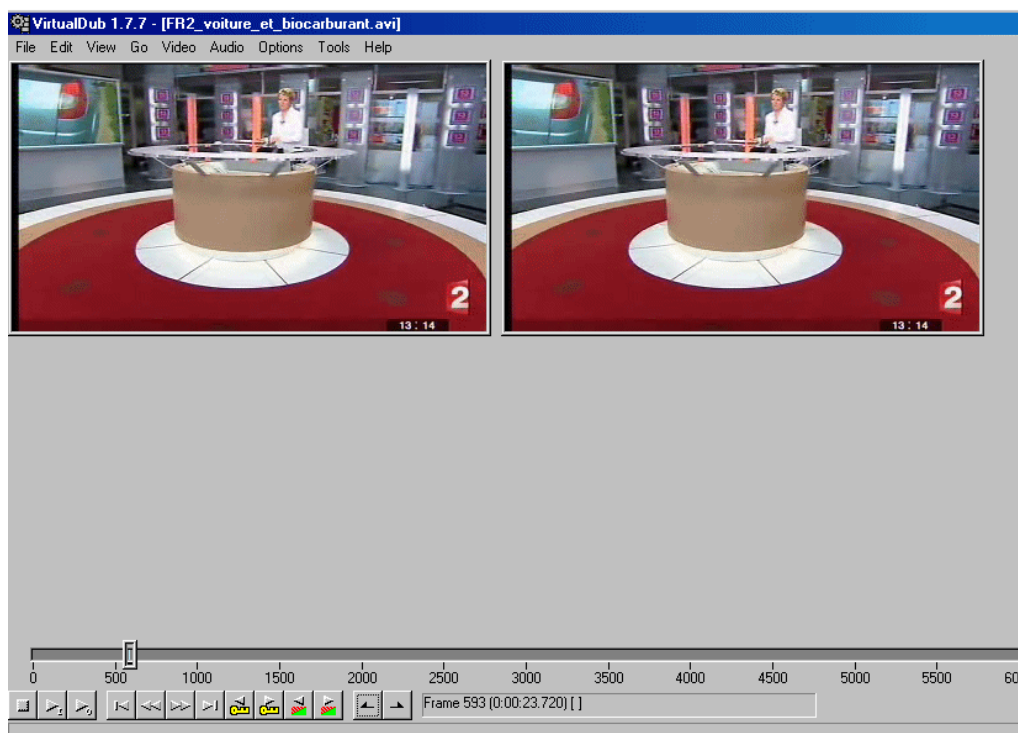 VirtualDub 1.7.7 - [FR2_voiture_et_biocarburant.avi]
File Edit View Go Video Audio Options Tools Help
2 2
13:14 13:14
0 500 1000 1500 2000 2500 3000 3500 4000 4500 5000 5500 60
Frame 593 (0:00:23.720) [ ]